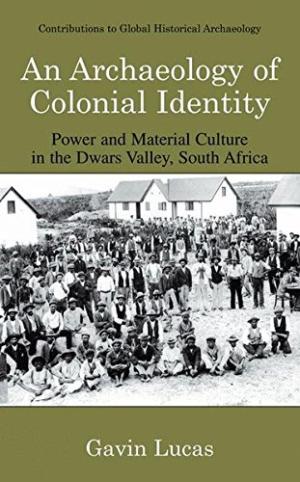 Contributions to Global Historical Archaeology
An Archaeology of
Colonial Identity
Power and Material Culture
in the Dwars Valley, South Africa
Gavin Lucas